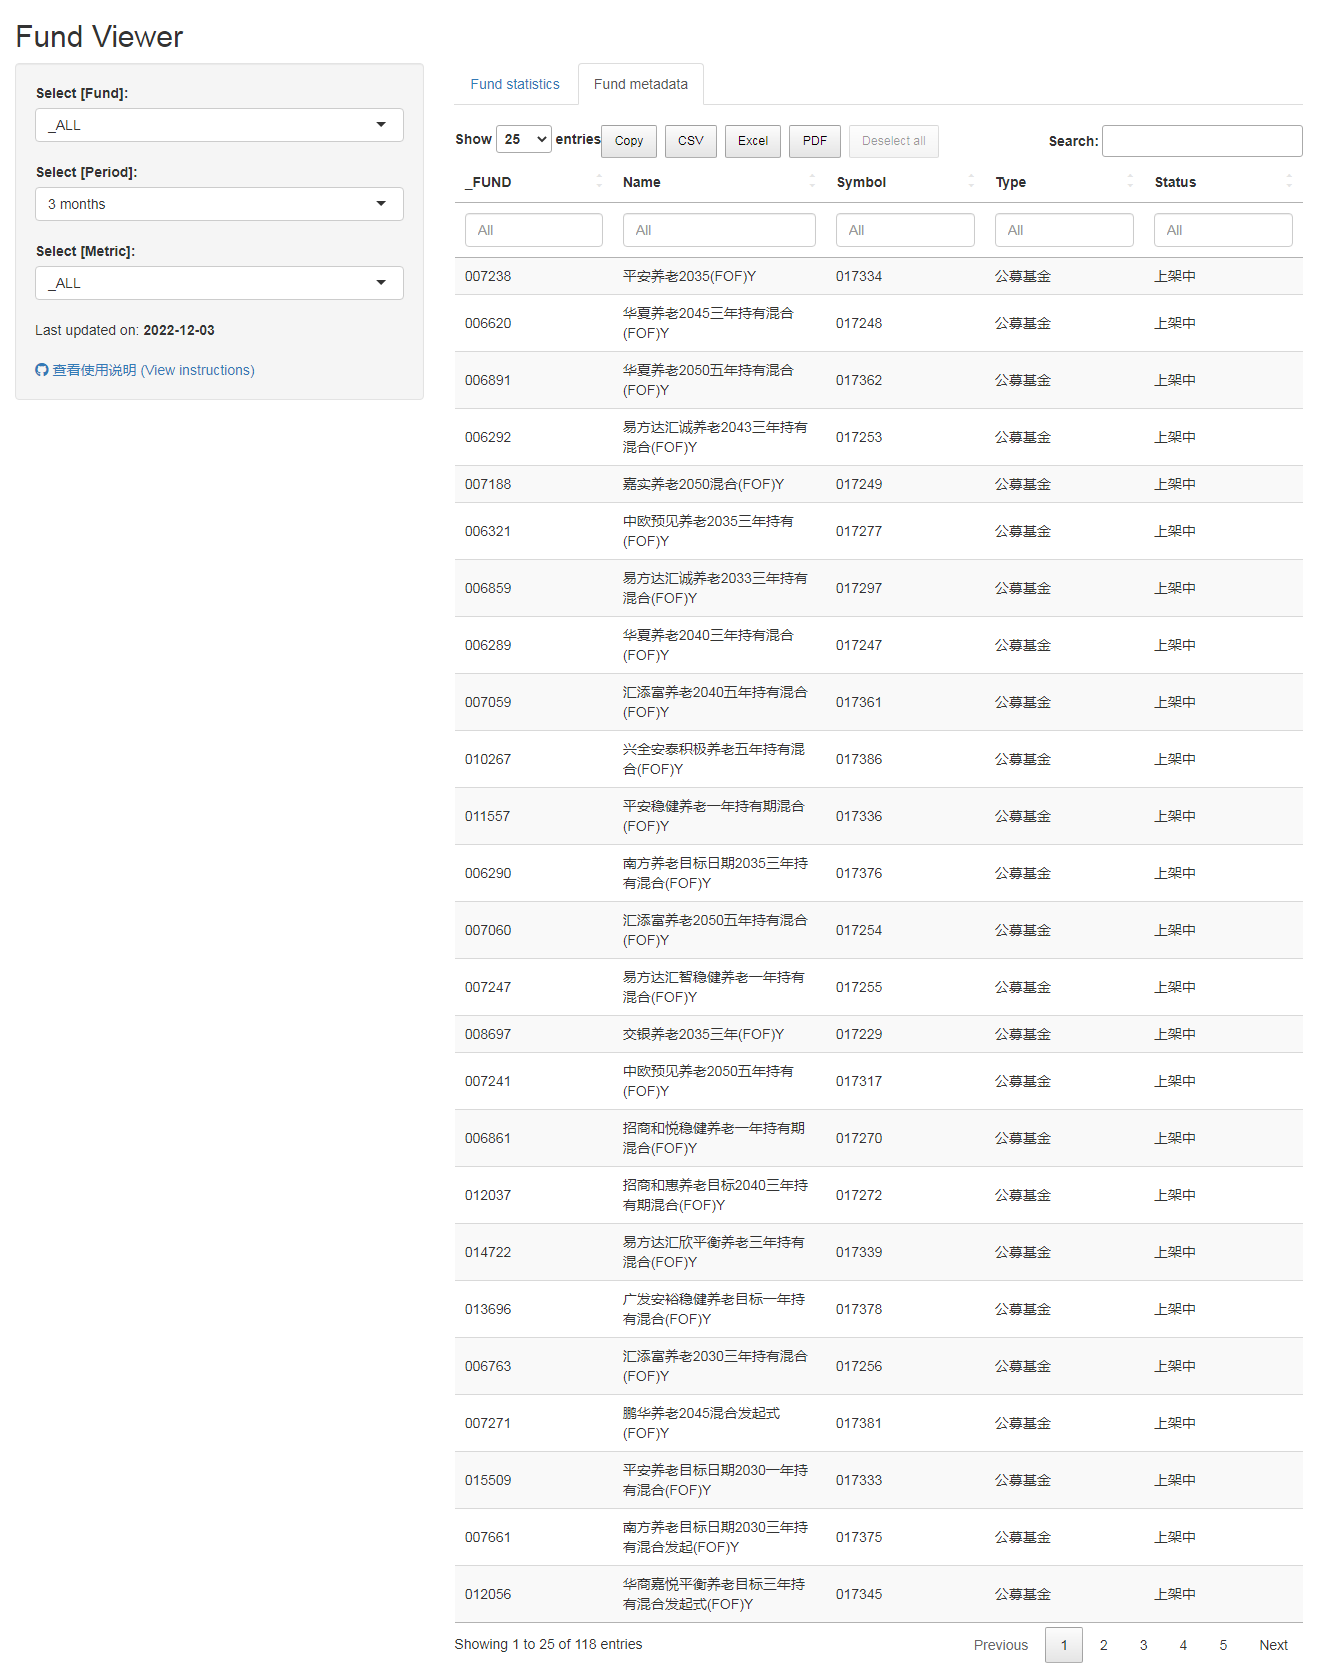 Fund Viewer
Select [Fund]:
_ALL
Select [Period]:
3 months
Select [Metric]:
_ALL
Last updated on: 2022-12-03
查看使用说明 (View instructions)
Fund statistics Fund metadata
Show 25 entries Copy CSV Excel PDF Deselect all Search:
_FUND Name Symbol Type Status
All All All All All
007238 平安养老2035(FOF)Y 017334 公募基金 上架中
006620 华夏养老2045三年持有混合 017248 公募基金 上架中
(FOF)Y
006891 华夏养老2050五年持有混合 017362 公募基金 上架中
(FOF)Y
006292 易方达汇诚养老2043三年持有 017253 公募基金 上架中
混合(FOF)Y
007188 嘉实养老2050混合(FOF)Y 017249 公募基金 上架中
006321 中欧预见养老2035三年持有 017277 公募基金 上架中
(FOF)Y
006859 易方达汇诚养老2033三年持有 017297 公募基金 上架中
混合(FOF)Y
006289 华夏养老2040三年持有混合 017247 公募基金 上架中
(FOF)Y
007059 汇添富养老2040五年持有混合 017361 公募基金 上架中
(FOF)Y
010267 兴全安泰积极养老五年持有混 017386 公募基金 上架中
合(FOF)Y
011557 平安稳健养老一年持有期混合 017336 公募基金 上架中
(FOF)Y
006290 南方养老目标日期2035三年持 017376 公募基金 上架中
有混合(FOF)Y
007060 汇添富养老2050五年持有混合 017254 公募基金 上架中
(FOF)Y
007247 易方达汇智稳健养老一年持有 017255 公募基金 上架中
混合(FOF)Y
008697 交银养老2035三年(FOF)Y 017229 公募基金 上架中
007241 中欧预见养老2050五年持有 017317 公募基金 上架中
(FOF)Y
006861 招商和悦稳健养老一年持有期 017270 公募基金 上架中
混合(FOF)Y
012037 招商和惠养老目标2040三年持 017272 公募基金 上架中
有期混合(FOF)Y
014722 易方达汇欣平衡养老三年持有 017339 公募基金 上架中
混合(FOF)Y
013696 广发安裕稳健养老目标一年持 017378 公募基金 上架中
有混合(FOF)Y
006763 汇添富养老2030三年持有混合 017256 公募基金 上架中
(FOF)Y
007271 鹏华养老2045混合发起式 017381 公募基金 上架中
(FOF)Y
015509 平安养老目标日期2030一年持 017333 公募基金 上架中
有混合(FOF)Y
007661 南方养老目标日期2030三年持 017375 公募基金 上架中
有混合发起(FOF)Y
012056 华商嘉悦平衡养老目标三年持 017345 公募基金 上架中
有混合发起式(FOF)Y
Showing 1 to 25 of 118 entries Previous 1 2 3 4 5 Next